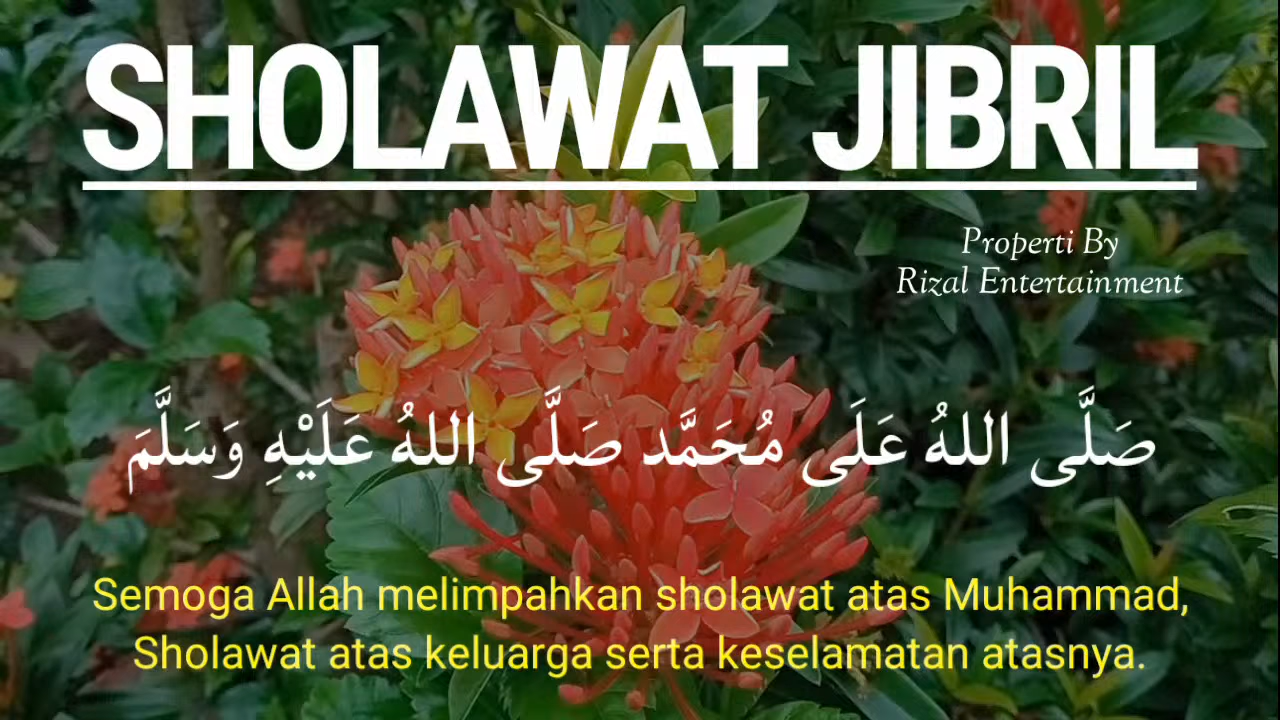 SHOLAWAT JIBRIL
Properti By
Rizal Entertainment
صَلَّى اللهُ عَلَى مُحَمَّد صَلَّى اللهُ عَلَيْهِ وَسَلَّمَ
Semoga Allah melimpahkan sholawat atas Muhammad,
Sholawat atas keluarga serta keselamatan atasnya.